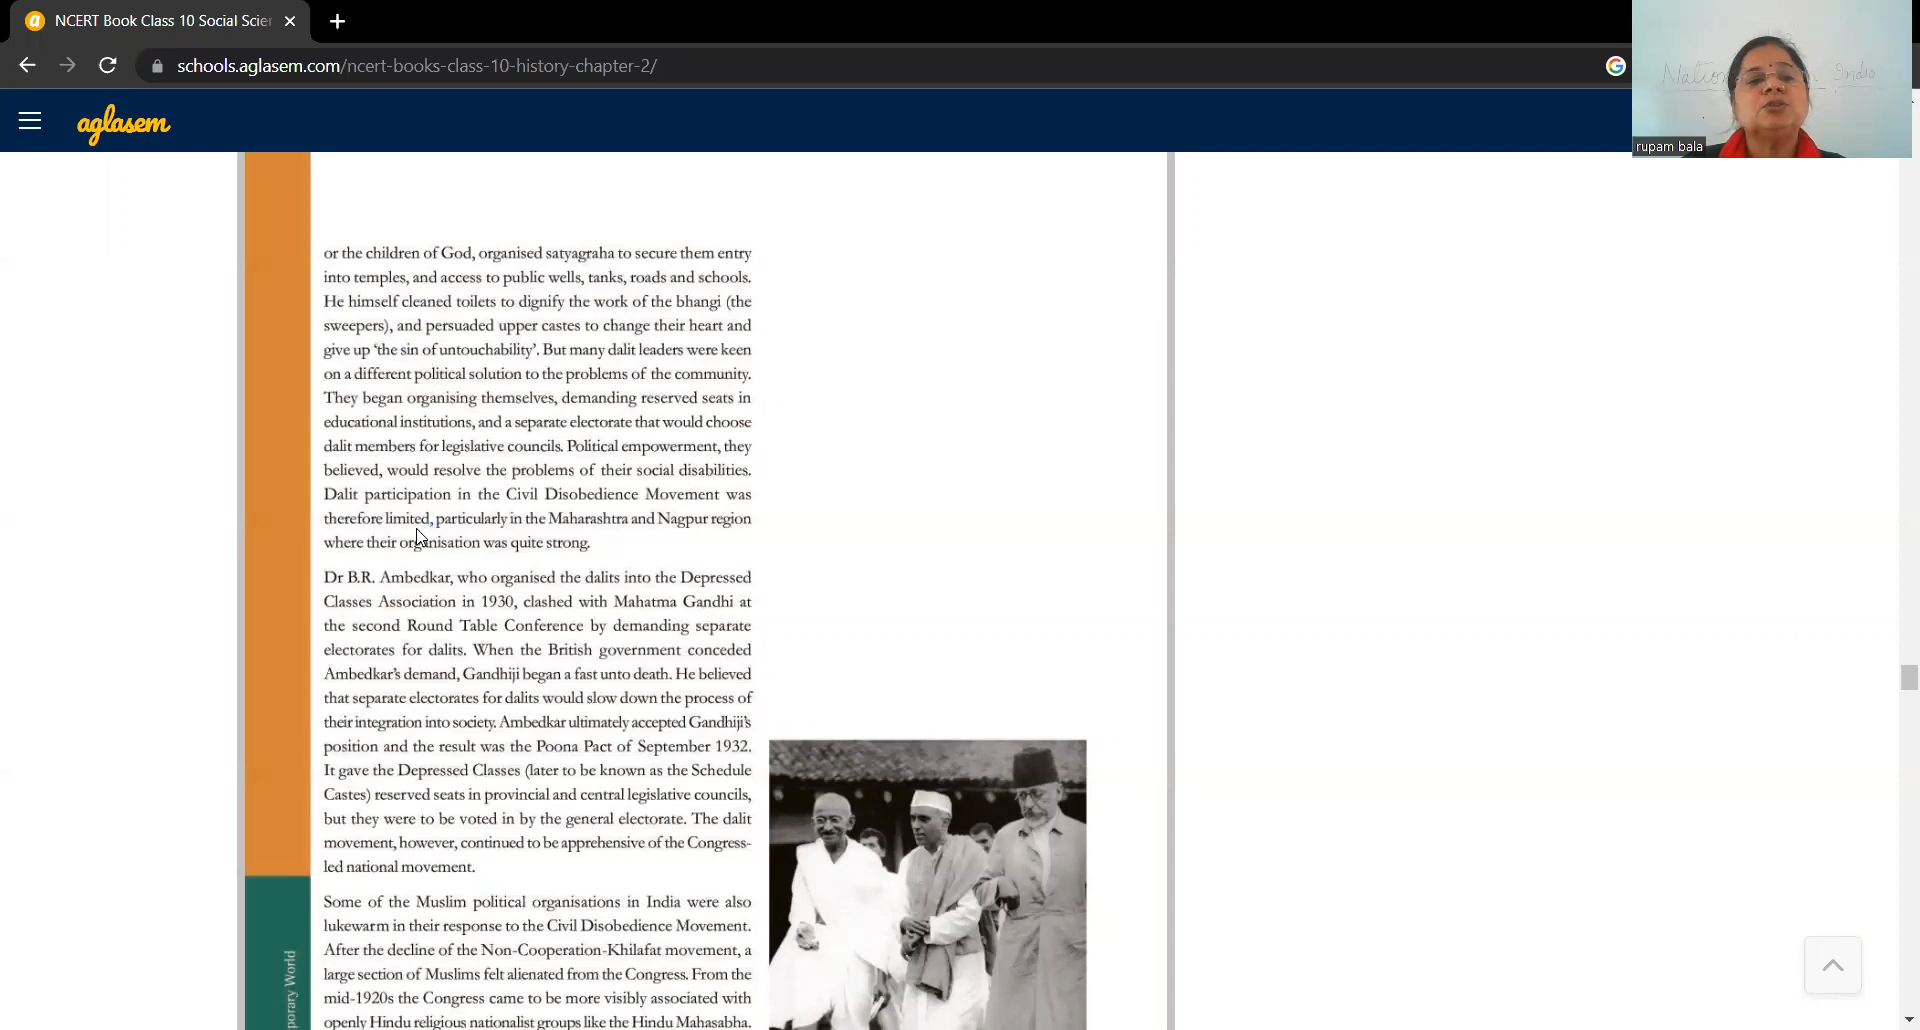 NCERT Book Class 10 Social Scien
schools.aglasem.com/ncert-books-class-10-history-chapter-2/
aglasem
India
rupam bala
or the children of God, organised satyagraha to secure them entry
into temples, and access to public wells, tanks, roads and schools.
He himself cleaned toilets to dignify the work of the bhangi (the
sweepers), and persuaded upper castes to change their heart and
give up ‘the sin of untouchability’. But many dalit leaders were keen
on a different political solution to the problems of the community.
They began organising themselves, demanding reserved seats in
educational institutions, and a separate electorate that would choose
dalit members for legislative councils. Political empowerment, they
believed, would resolve the problems of their social disabilities.
Dalit participation in the Civil Disobedience Movement was
therefore limited, particularly in the Maharashtra and Nagpur region
where their organisation was quite strong.
Dr B.R. Ambedkar, who organised the dalits into the Depressed
Classes Association in 1930, clashed with Mahatma Gandhi at
the second Round Table Conference by demanding separate
electorates for dalits. When the British government conceded
Ambedkar’s demand, Gandhiji began a fast unto death. He believed
that separate electorates for dalits would slow down the process of
their integration into society. Ambedkar ultimately accepted Gandhiji’s
position and the result was the Poona Pact of September 1932.
It gave the Depressed Classes (later to be known as the Schedule
Castes) reserved seats in provincial and central legislative councils,
but they were to be voted in by the general electorate. The dalit
movement, however, continued to be apprehensive of the Congress-
led national movement.
Some of the Muslim political organisations in India were also
lukewarm in their response to the Civil Disobedience Movement.
After the decline of the Non-Cooperation-Khilafat movement, a
large section of Muslims felt alienated from the Congress. From the
mid-1920s the Congress came to be more visibly associated with
openly Hindu religious nationalist groups like the Hindu Mahasabha.
porary World